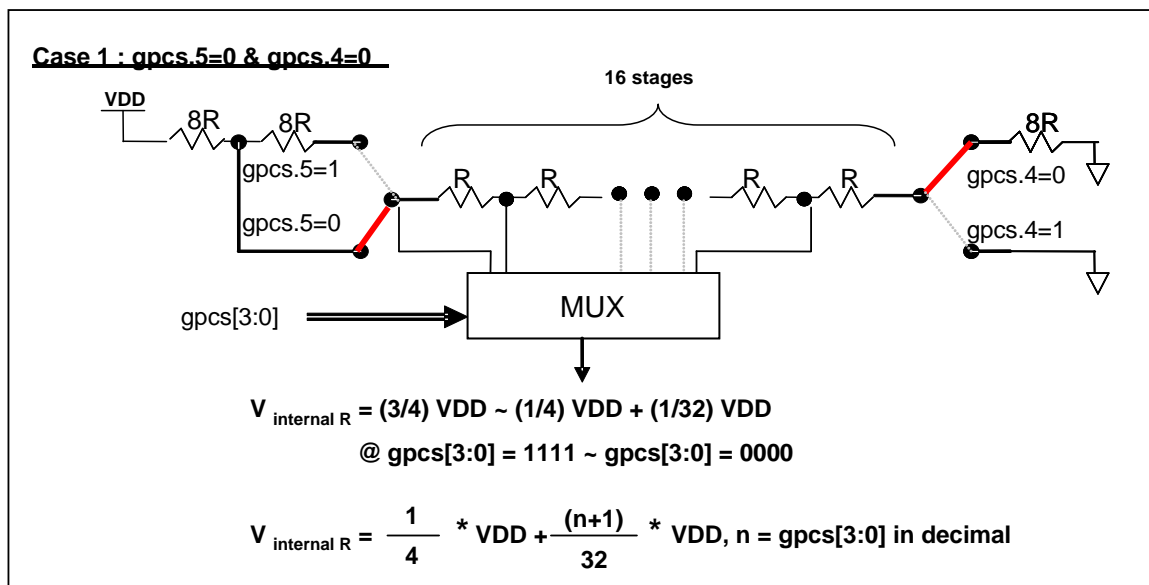 Case 1 : gpcs.5=0 & gpcs.4=0
16 stages
VDD
8R 8R
8R
gpcs.5=1
R R R R
gpcs.4=0
gpcs.5=0
gpcs.4=1
MUX
gpcs[3:0]
V internal R = (3/4) VDD ~ (1/4) VDD + (1/32) VDD
@ gpcs[3:0] = 1111 ~ gpcs[3:0] = 0000
V internal R = 1/4 * VDD + (n+1)/32 * VDD, n = gpcs[3:0] in decimal